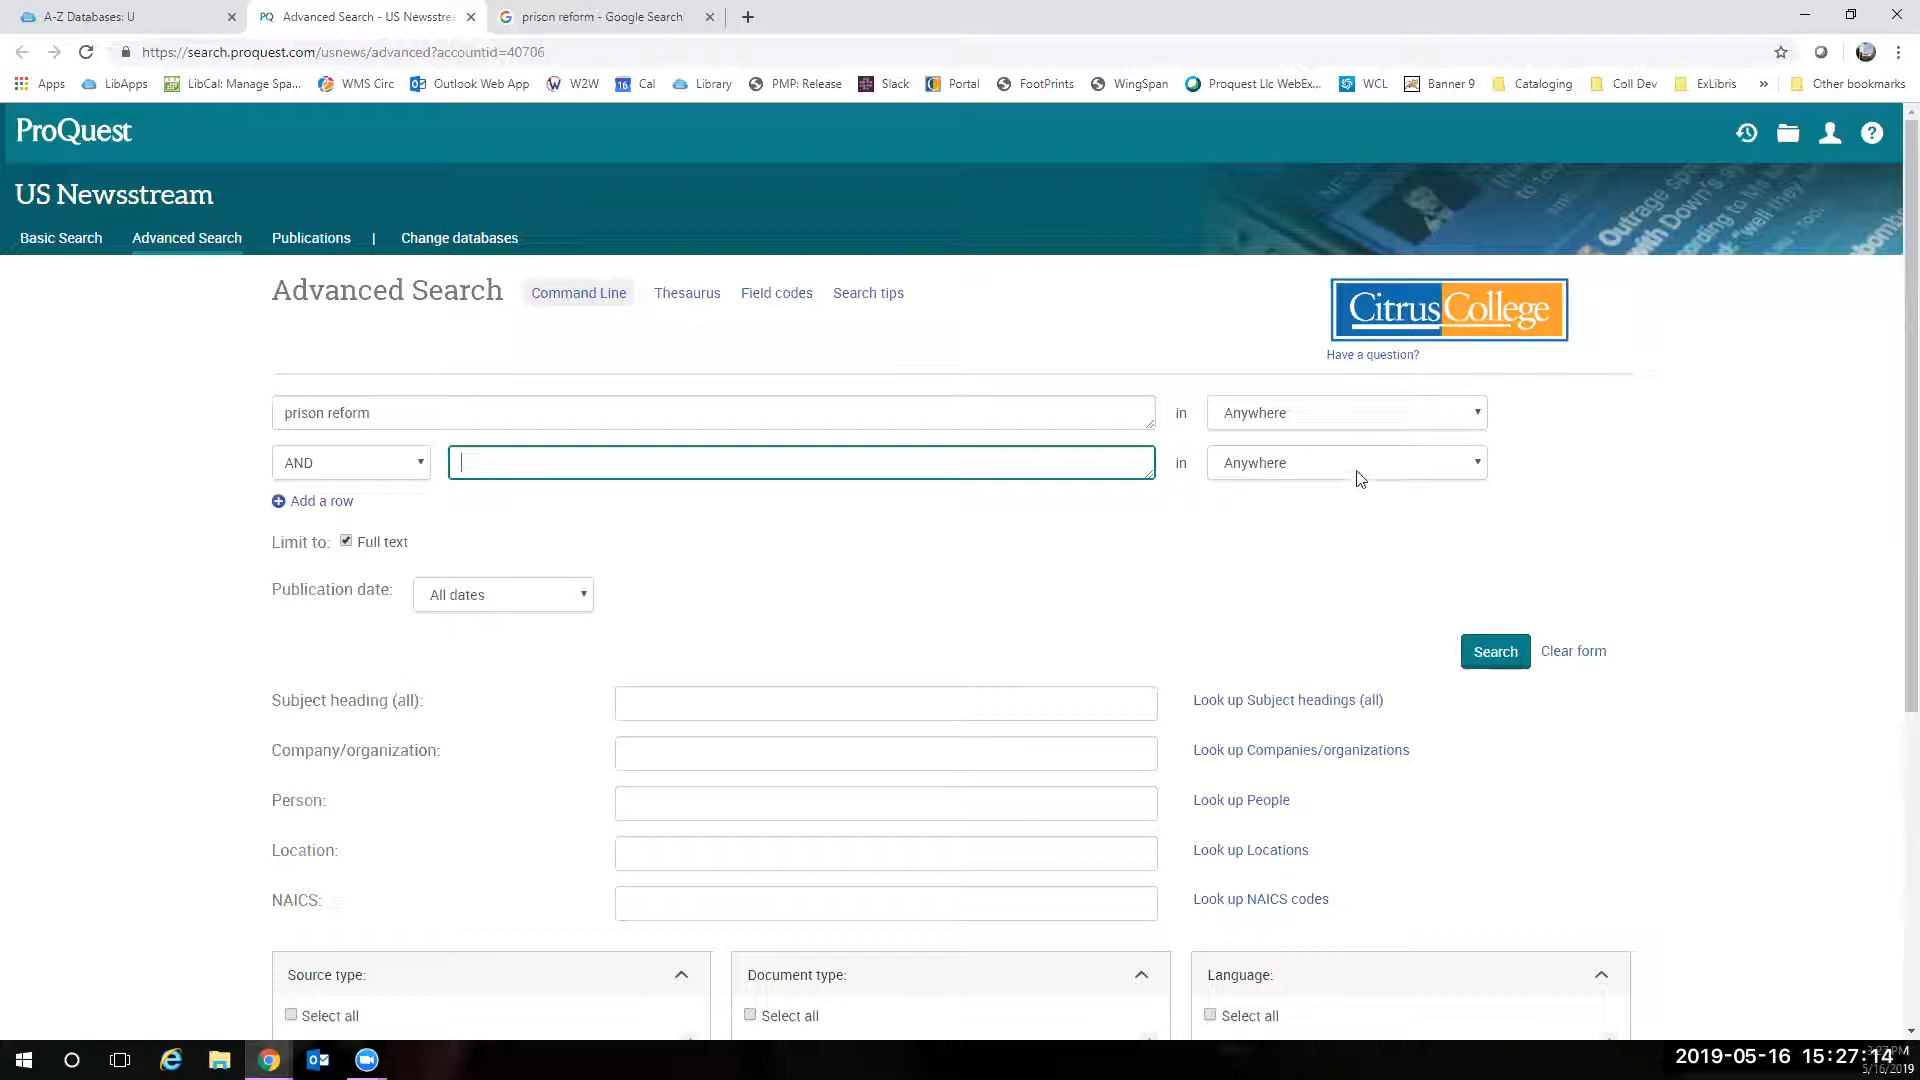 A-Z Databases: U
Advanced Search - US Newsstrea
prison reform - Google Search
https://search.proquest.com/usnews/advanced?accountid=40706
Apps LibApps LibCal: Manage Spa... WMS Circ Outlook Web App W2W Cal Library PMP: Release Slack Portal FootPrints WingSpan Proquest Llc WebEx... WCL Banner 9 Cataloging Coll Dev ExLibris » Other bookmarks
ProQuest
US Newsstream
Outrage
with Down's
Basic Search Advanced Search Publications | Change databases
Advanced Search Command Line Thesaurus Field codes Search tips
CitrusCollege
Have a question?
prison reform in Anywhere
AND in Anywhere
Add a row
Limit to: Full text
Publication date: All dates
Search Clear form
Subject heading (all): Look up Subject headings (all)
Company/organization: Look up Companies/organizations
Person: Look up People
Location: Look up Locations
NAICS: Look up NAICS codes
Source type: Document type: Language:
Select all Select all Select all
2019-05-16 15:27:14
5/16/2019